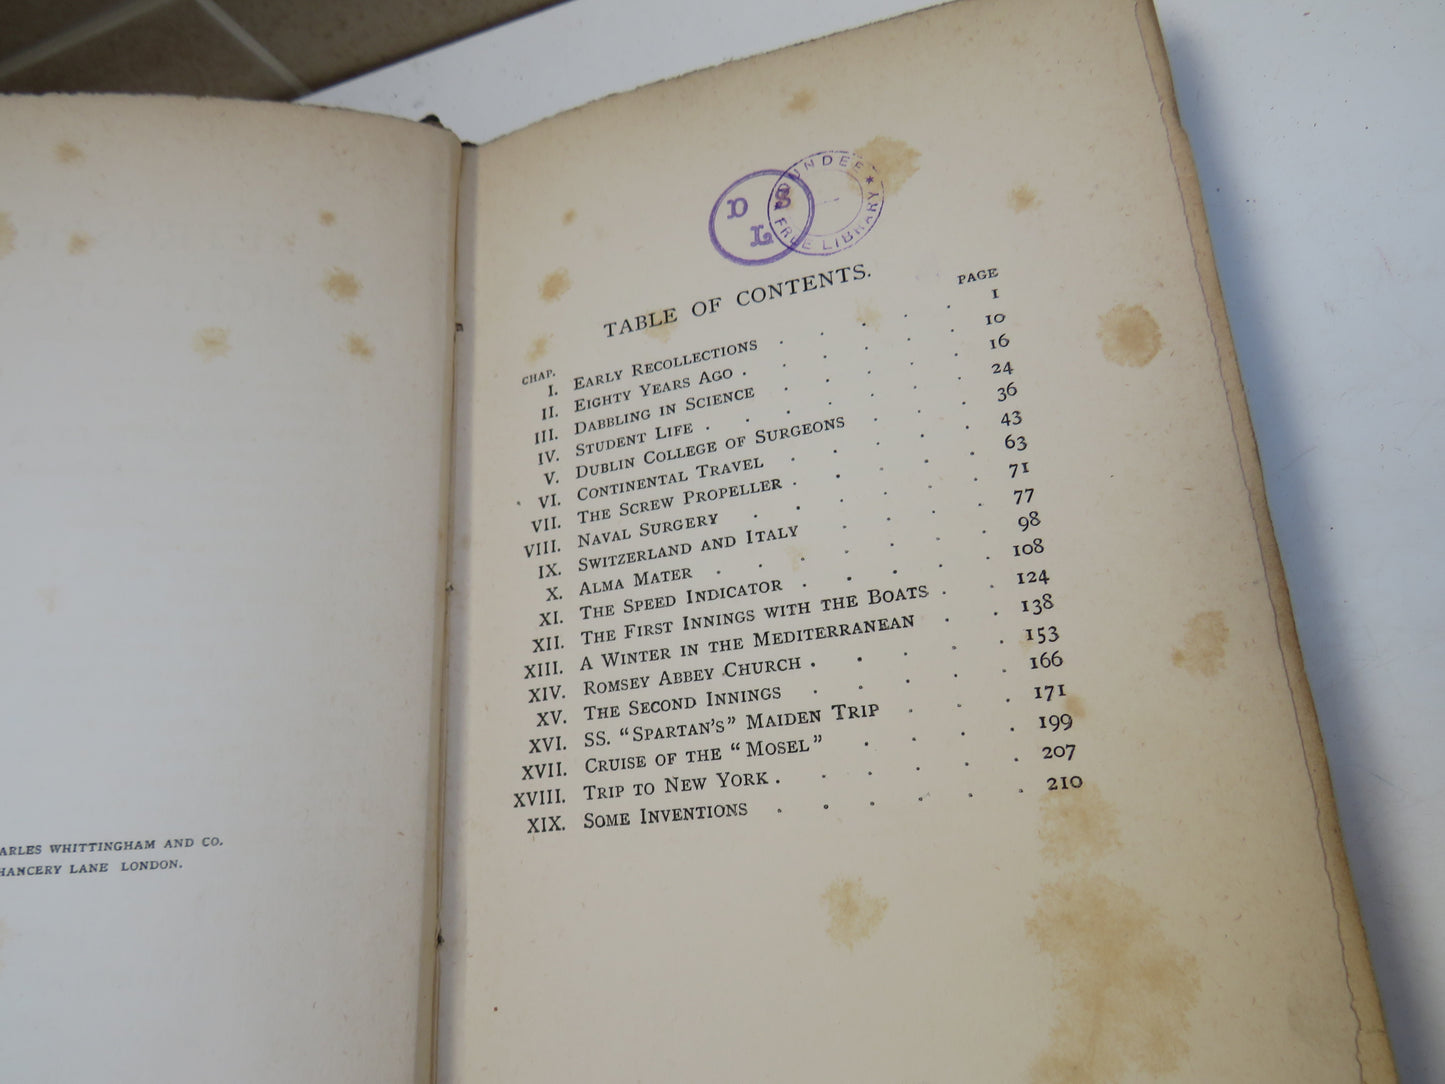 ARLES WHITTINGHAM AND CO.
HANCERY LANE LONDON.
D S
L
DUNDEE ★ FREE LIBRARY
TABLE OF CONTENTS.
CHAP. PAGE
I. EARLY RECOLLECTIONS . . . . . 1
II. EIGHTY YEARS AGO . . . . . . 10
III. DABBLING IN SCIENCE . . . . . 16
IV. STUDENT LIFE . . . . . . . 24
V. DUBLIN COLLEGE OF SURGEONS . . . 36
VI. CONTINENTAL TRAVEL . . . . . 43
VII. THE SCREW PROPELLER . . . . . 63
VIII. NAVAL SURGERY . . . . . . 71
IX. SWITZERLAND AND ITALY . . . . . 77
X. ALMA MATER . . . . . . . 98
XI. THE SPEED INDICATOR . . . . . 108
XII. THE FIRST INNINGS WITH THE BOATS . . 124
XIII. A WINTER IN THE MEDITERRANEAN . . 138
XIV. ROMSEY ABBEY CHURCH . . . . . 153
XV. THE SECOND INNINGS . . . . . 166
XVI. SS. "SPARTAN'S" MAIDEN TRIP . . . 171
XVII. CRUISE OF THE "MOSEL" . . . . 199
XVIII. TRIP TO NEW YORK . . . . . . 207
XIX. SOME INVENTIONS . . . . . . 210